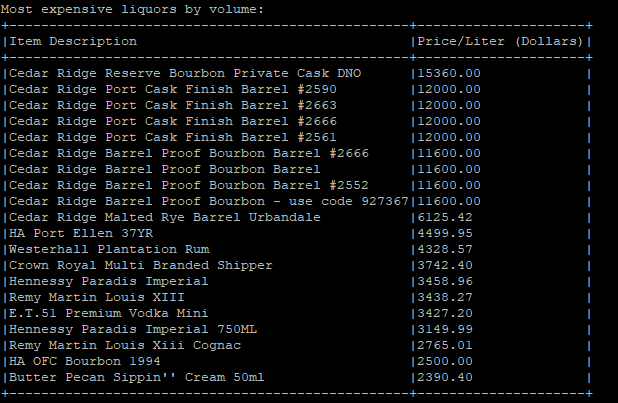 Most expensive liquors by volume:
+--------------------------------------------------+---------------------+
|Item Description                                  |Price/Liter (Dollars)|
+--------------------------------------------------+---------------------+
|Cedar Ridge Reserve Bourbon Private Cask DNO      |15360.00             |
|Cedar Ridge Port Cask Finish Barrel #2590         |12000.00             |
|Cedar Ridge Port Cask Finish Barrel #2663         |12000.00             |
|Cedar Ridge Port Cask Finish Barrel #2666         |12000.00             |
|Cedar Ridge Port Cask Finish Barrel #2561         |12000.00             |
|Cedar Ridge Barrel Proof Bourbon Barrel #2666     |11600.00             |
|Cedar Ridge Barrel Proof Bourbon Barrel           |11600.00             |
|Cedar Ridge Barrel Proof Bourbon Barrel #2552     |11600.00             |
|Cedar Ridge Barrel Proof Bourbon - use code 927367|11600.00             |
|Cedar Ridge Malted Rye Barrel Urbandale           |6125.42              |
|HA Port Ellen 37YR                                |4499.95              |
|Westerhall Plantation Rum                         |4328.57              |
|Crown Royal Multi Branded Shipper                 |3742.40              |
|Hennessy Paradis Imperial                         |3458.96              |
|Remy Martin Louis XIII                            |3438.27              |
|E.T.51 Premium Vodka Mini                         |3427.20              |
|Hennessy Paradis Imperial 750ML                   |3149.99              |
|Remy Martin Louis Xiii Cognac                     |2765.01              |
|HA OFC Bourbon 1994                               |2500.00              |
|Butter Pecan Sippin'' Cream 50ml                  |2390.40              |
+--------------------------------------------------+---------------------+